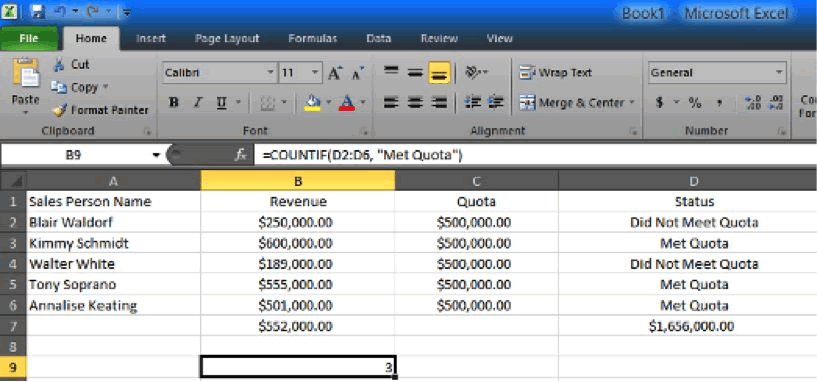 Book1 - Microsoft Excel
File Home Insert Page Layout Formulas Data Review View
Cut
Copy
Format Painter
Paste
Calibri 11 A A
B I U A
Wrap Text
Merge & Center
General
$ % ,
.0 .00
.00 .0
Clipboard Font Alignment Number
B9 fx =COUNTIF(D2:D6, "Met Quota")
A B C D
1 Sales Person Name Revenue Quota Status
2 Blair Waldorf $250,000.00 $500,000.00 Did Not Meet Quota
3 Kimmy Schmidt $600,000.00 $500,000.00 Met Quota
4 Walter White $189,000.00 $500,000.00 Did Not Meet Quota
5 Tony Soprano $555,000.00 $500,000.00 Met Quota
6 Annalise Keating $501,000.00 $500,000.00 Met Quota
7 $552,000.00 $1,656,000.00
8
9 3